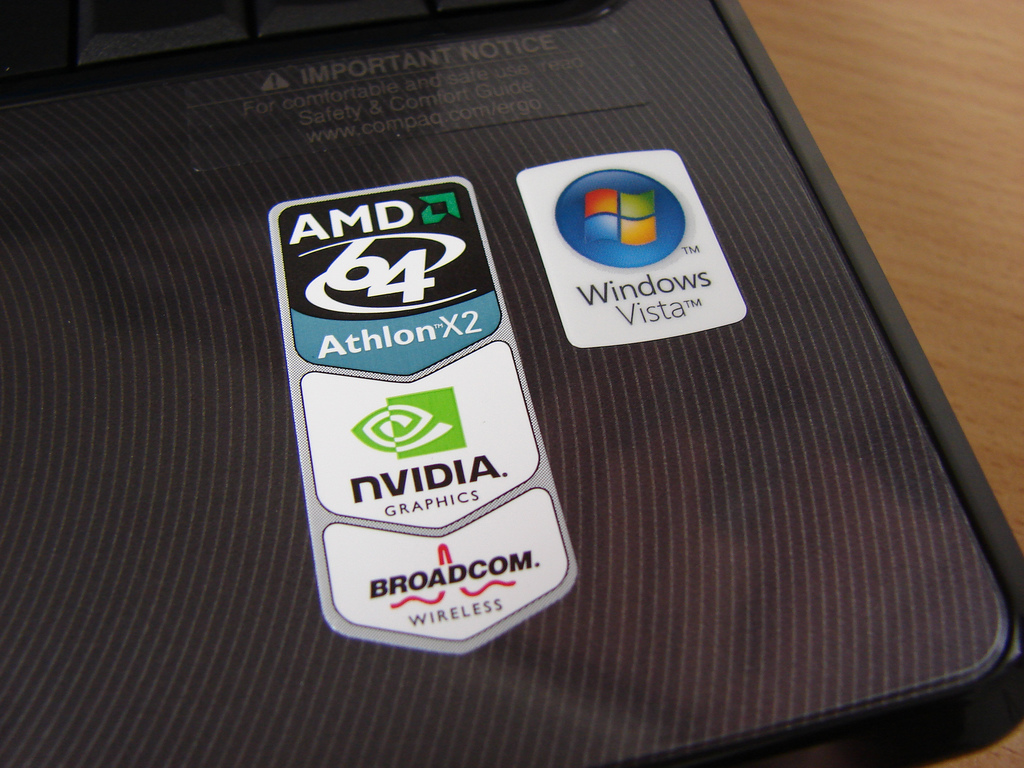 IMPORTANT NOTICE
For comfortable and safe use, read
Safety & Comfort Guide
www.compaq.com/ergo
AMD
64
Athlon™X2
nVIDIA.
GRAPHICS
BROADCOM.
WIRELESS
TM
Windows
Vista™